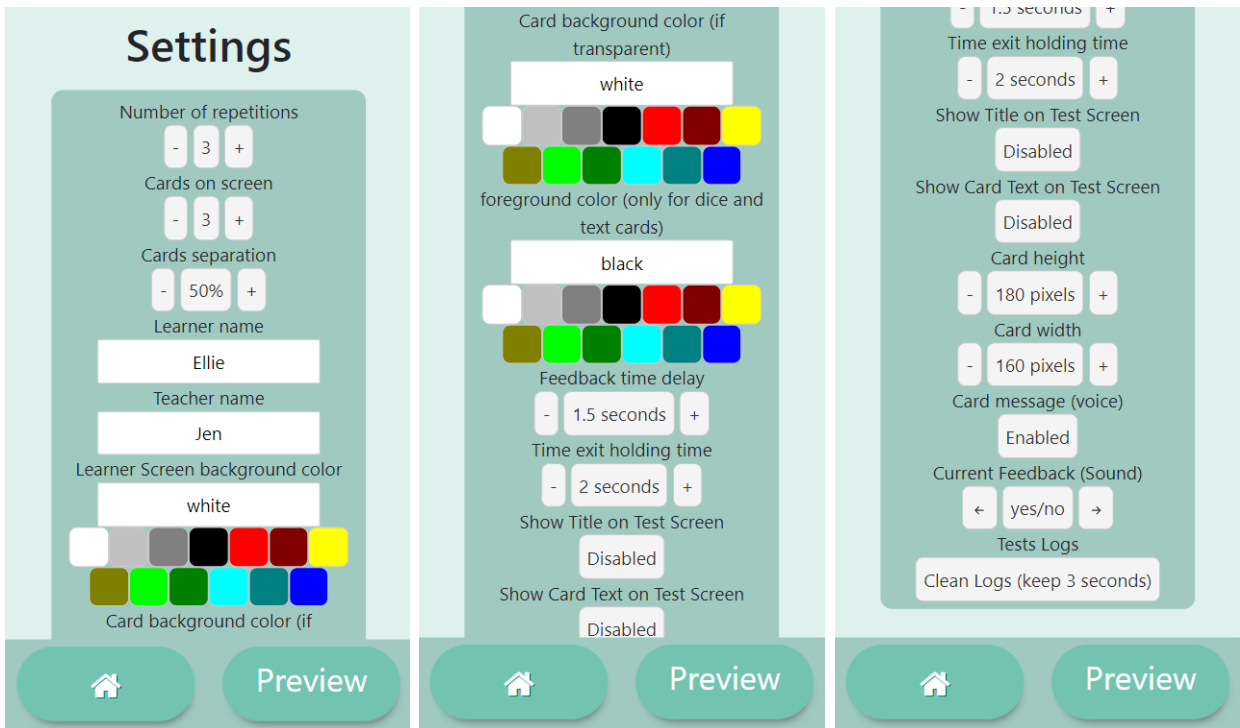 Settings
Number of repetitions
- 3 +
Cards on screen
- 3 +
Cards separation
- 50% +
Learner name
Ellie
Teacher name
Jen
Learner Screen background color
white
Card background color (if
Preview
Card background color (if
transparent)
white
foreground color (only for dice and
text cards)
black
Feedback time delay
- 1.5 seconds +
Time exit holding time
- 2 seconds +
Show Title on Test Screen
Disabled
Show Card Text on Test Screen
Disabled
Preview
- 1.5 seconds +
Time exit holding time
- 2 seconds +
Show Title on Test Screen
Disabled
Show Card Text on Test Screen
Disabled
Card height
- 180 pixels +
Card width
- 160 pixels +
Card message (voice)
Enabled
Current Feedback (Sound)
← yes/no →
Tests Logs
Clean Logs (keep 3 seconds)
Preview